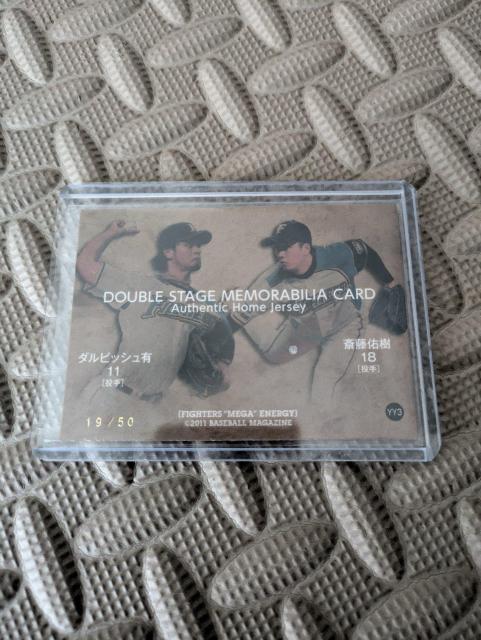 DOUBLE STAGE MEMORABILIA CARD
Authentic Home Jersey
ダルビッシュ有
11
[投手]
斎藤佑樹
18
[投手]
19/50
[FIGHTERS "MEGA" ENERGY]
©2011 BASEBALL MAGAZINE
YY3